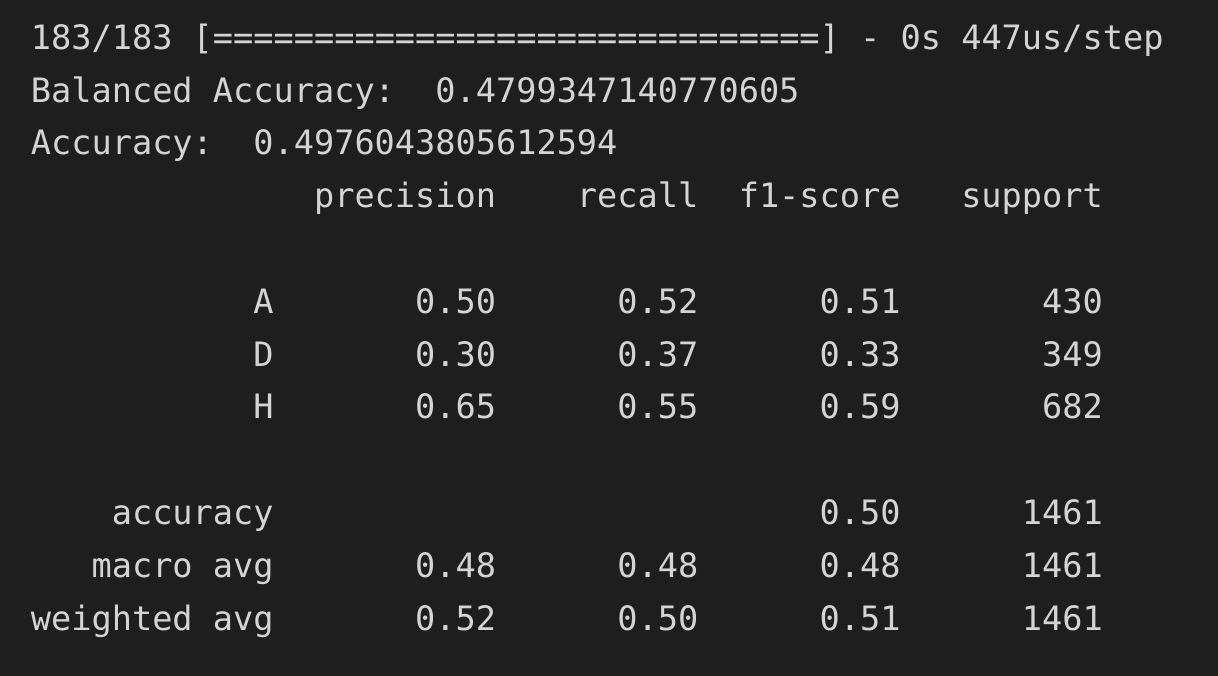 183/183 [==============================] - 0s 447us/step
Balanced Accuracy:  0.4799347140770605
Accuracy:  0.4976043805612594
              precision    recall  f1-score   support

           A       0.50      0.52      0.51       430
           D       0.30      0.37      0.33       349
           H       0.65      0.55      0.59       682

    accuracy                           0.50      1461
   macro avg       0.48      0.48      0.48      1461
weighted avg       0.52      0.50      0.51      1461